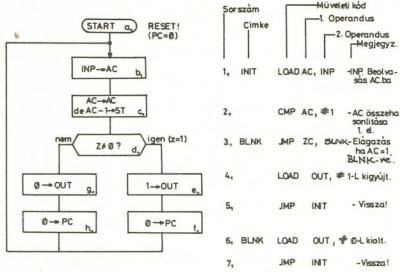 START a,
RESET!
(PC=Ø)
INP→AC
b,
AC→AC
de AC-1→ST c,
nem
Z≠Ø?
d,
igen (z=1)
Ø→OUT
g,
1→OUT
e,
Ø→PC
h,
Ø→PC
f,
Sorszám
Címke
Műveleti kód
1. Operandus
2. Operandus
Megjegyz.
1, INIT LOAD AC, INP -INP. Beolva-
sás AC.ba
2, CMP AC, #1 -AC összeha
sonlítása
1. el.
3, BLNK JMP ZC, BLNK-Elágazás
ha AC=1,
BLNK-re.
4, LOAD OUT, #1-L kigyújt.
5, JMP INIT -Vissza!
6, BLNK LOAD OUT, #Ø-L kiolt.
7, JMP INIT -Vissza!